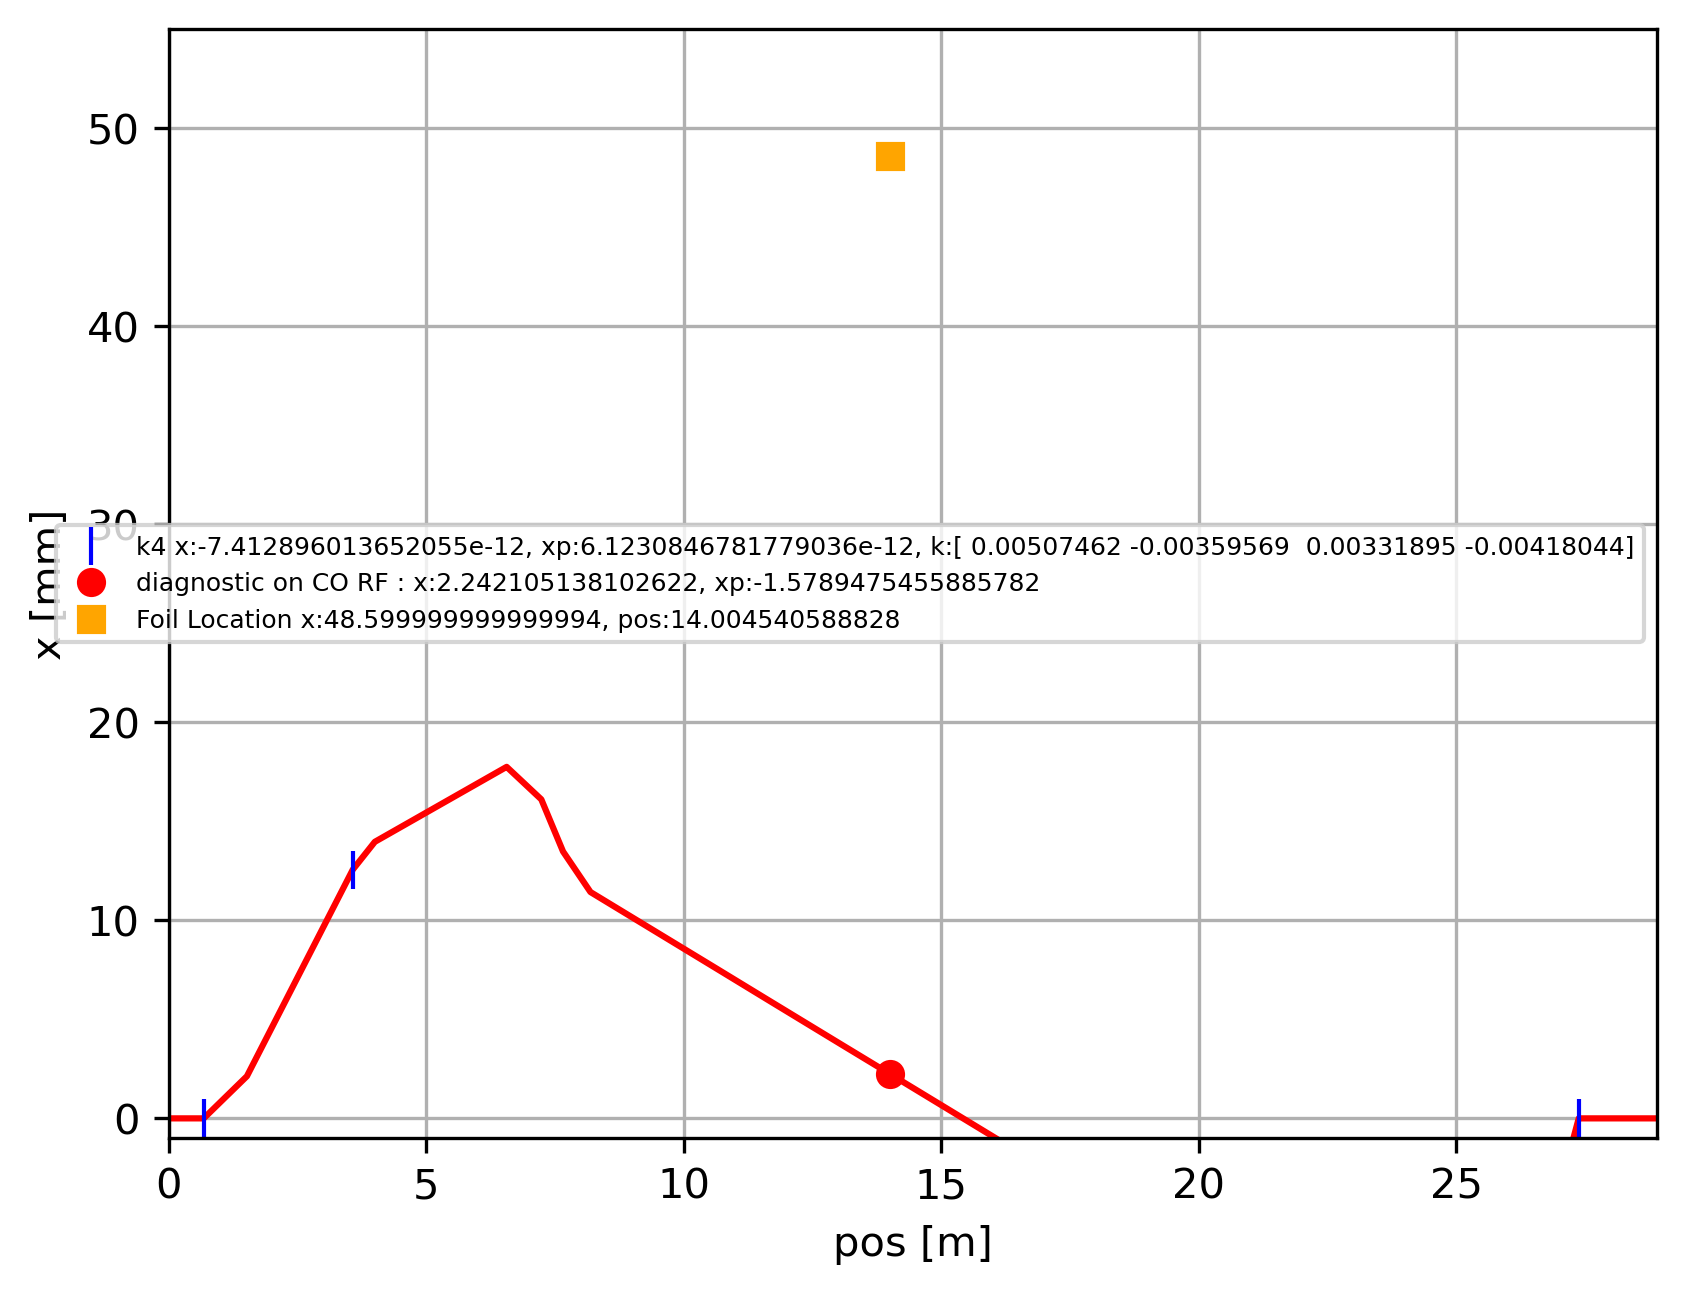 50
40
30
k4 x:-7.412896013652055e-12, xp:6.1230846781779036e-12, k:[ 0.00507462 -0.00359569  0.00331895 -0.00418044]
diagnostic on CO RF : x:2.242105138102622, xp:-1.5789475455885782
Foil Location x:48.599999999999994, pos:14.004540588828
x [mm]
20
10
0
0 5 10 15 20 25
pos [m]